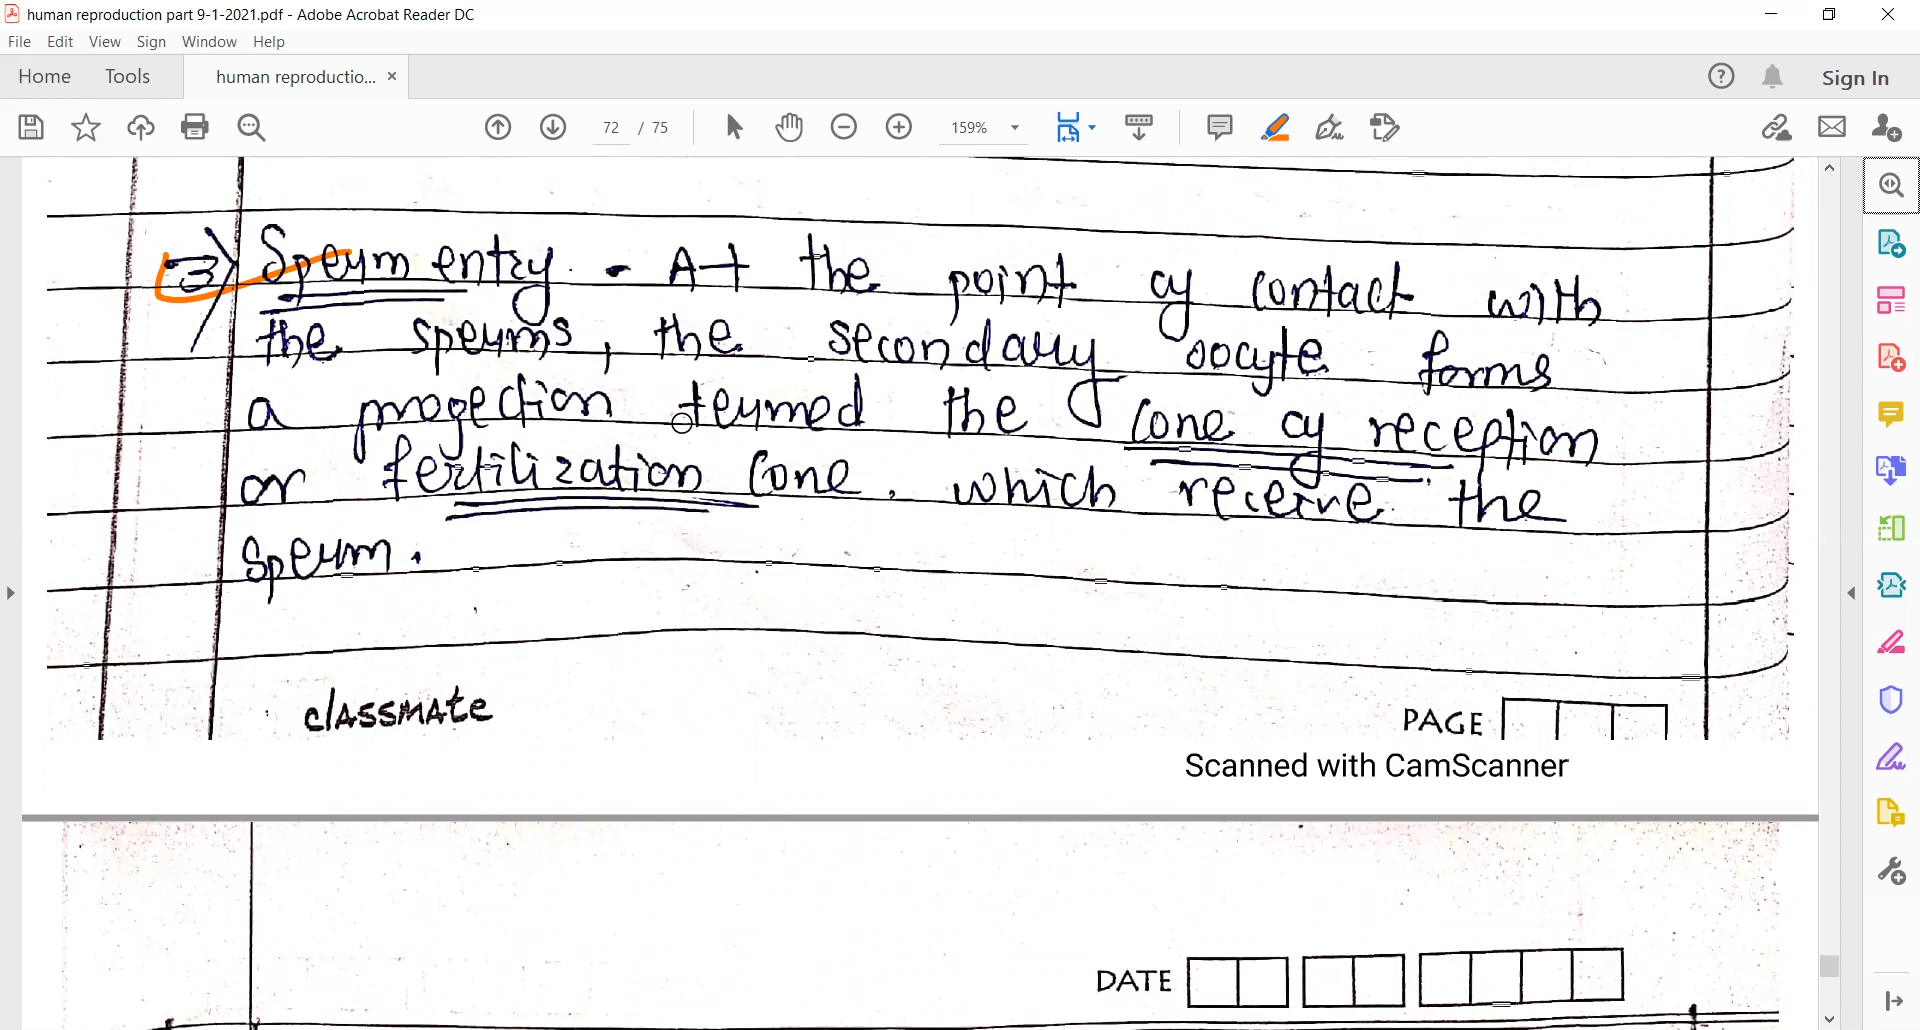 human reproduction part 9-1-2021.pdf - Adobe Acrobat Reader DC
File Edit View Sign Window Help
Home Tools human reproductio... × Sign In
72 / 75 159%
3) Sperm entry - At the point of contact with
the sperms, the secondary oocyte forms
a progection termed the cone of reception
or fertilization cone, which receive the
sperm.
classmate
PAGE
Scanned with CamScanner
DATE